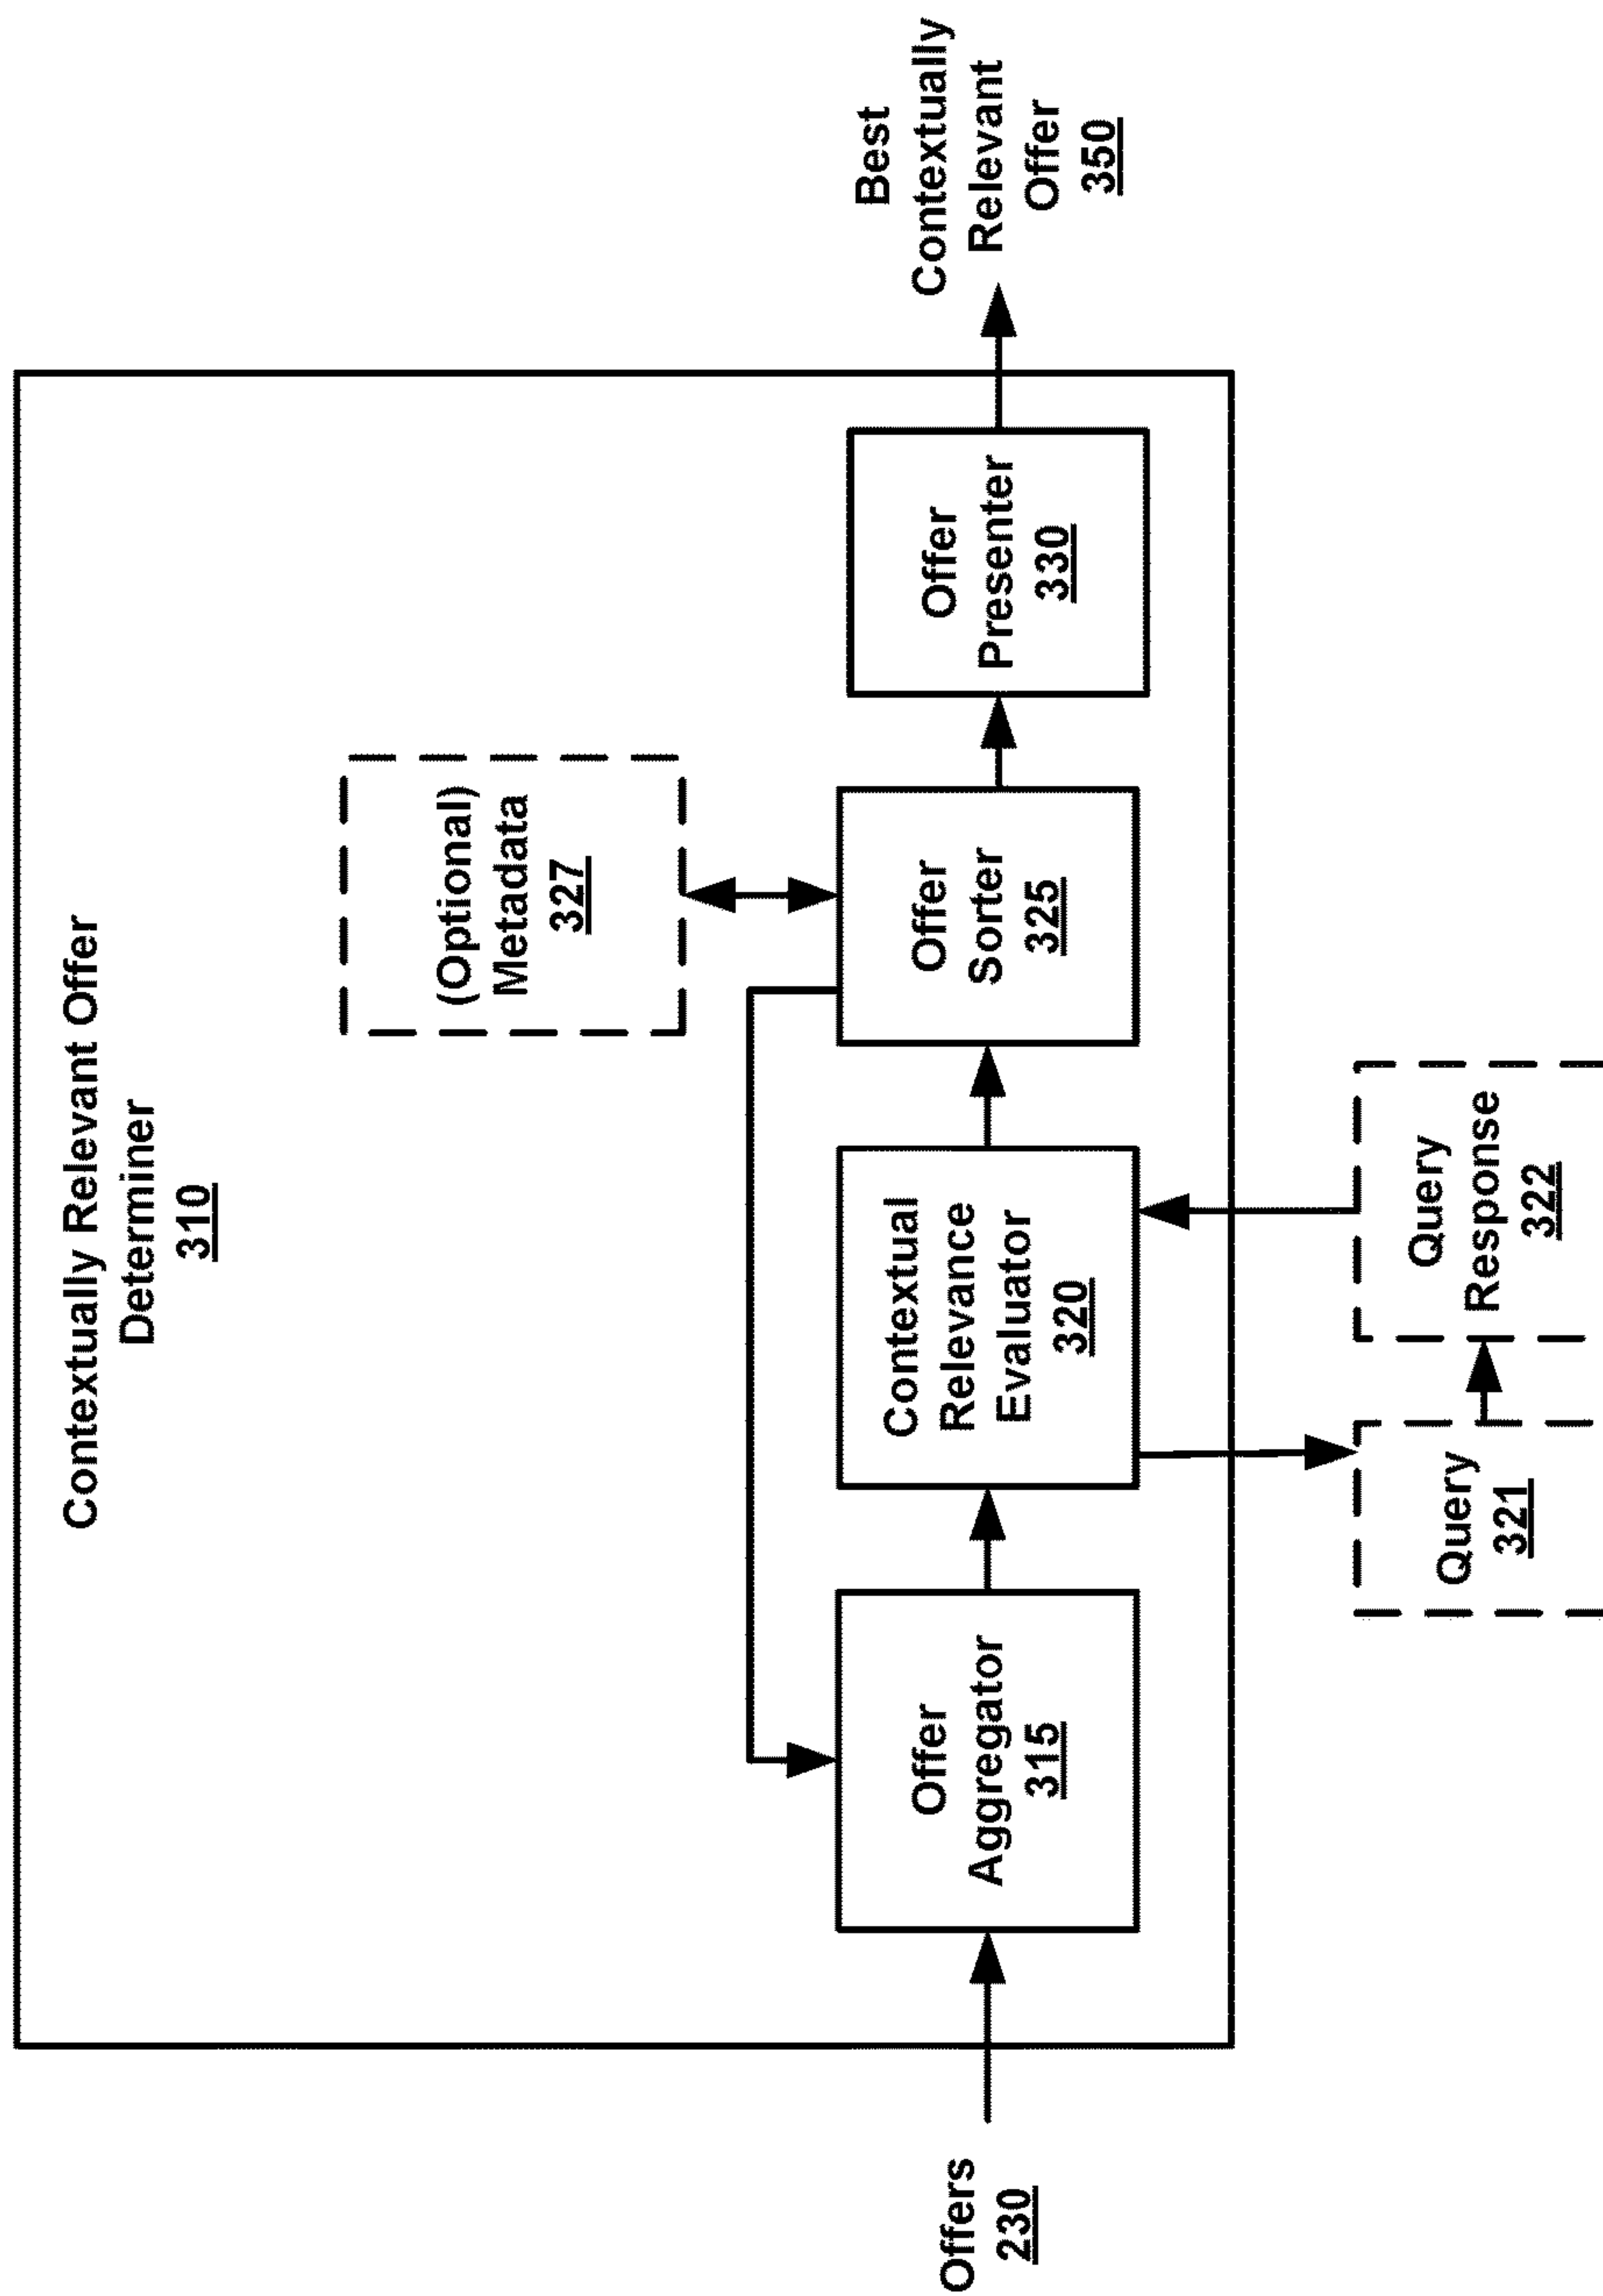 Contextually Relevant Offer
Determiner
310
(Optional)
Metadata
327
Offers
230
Offer
Aggregator
315
Contextual
Relevance
Evaluator
320
Offer
Sorter
325
Offer
Presenter
330
Best
Contextually
Relevant
Offer
350
Query
321
Query
Response
322